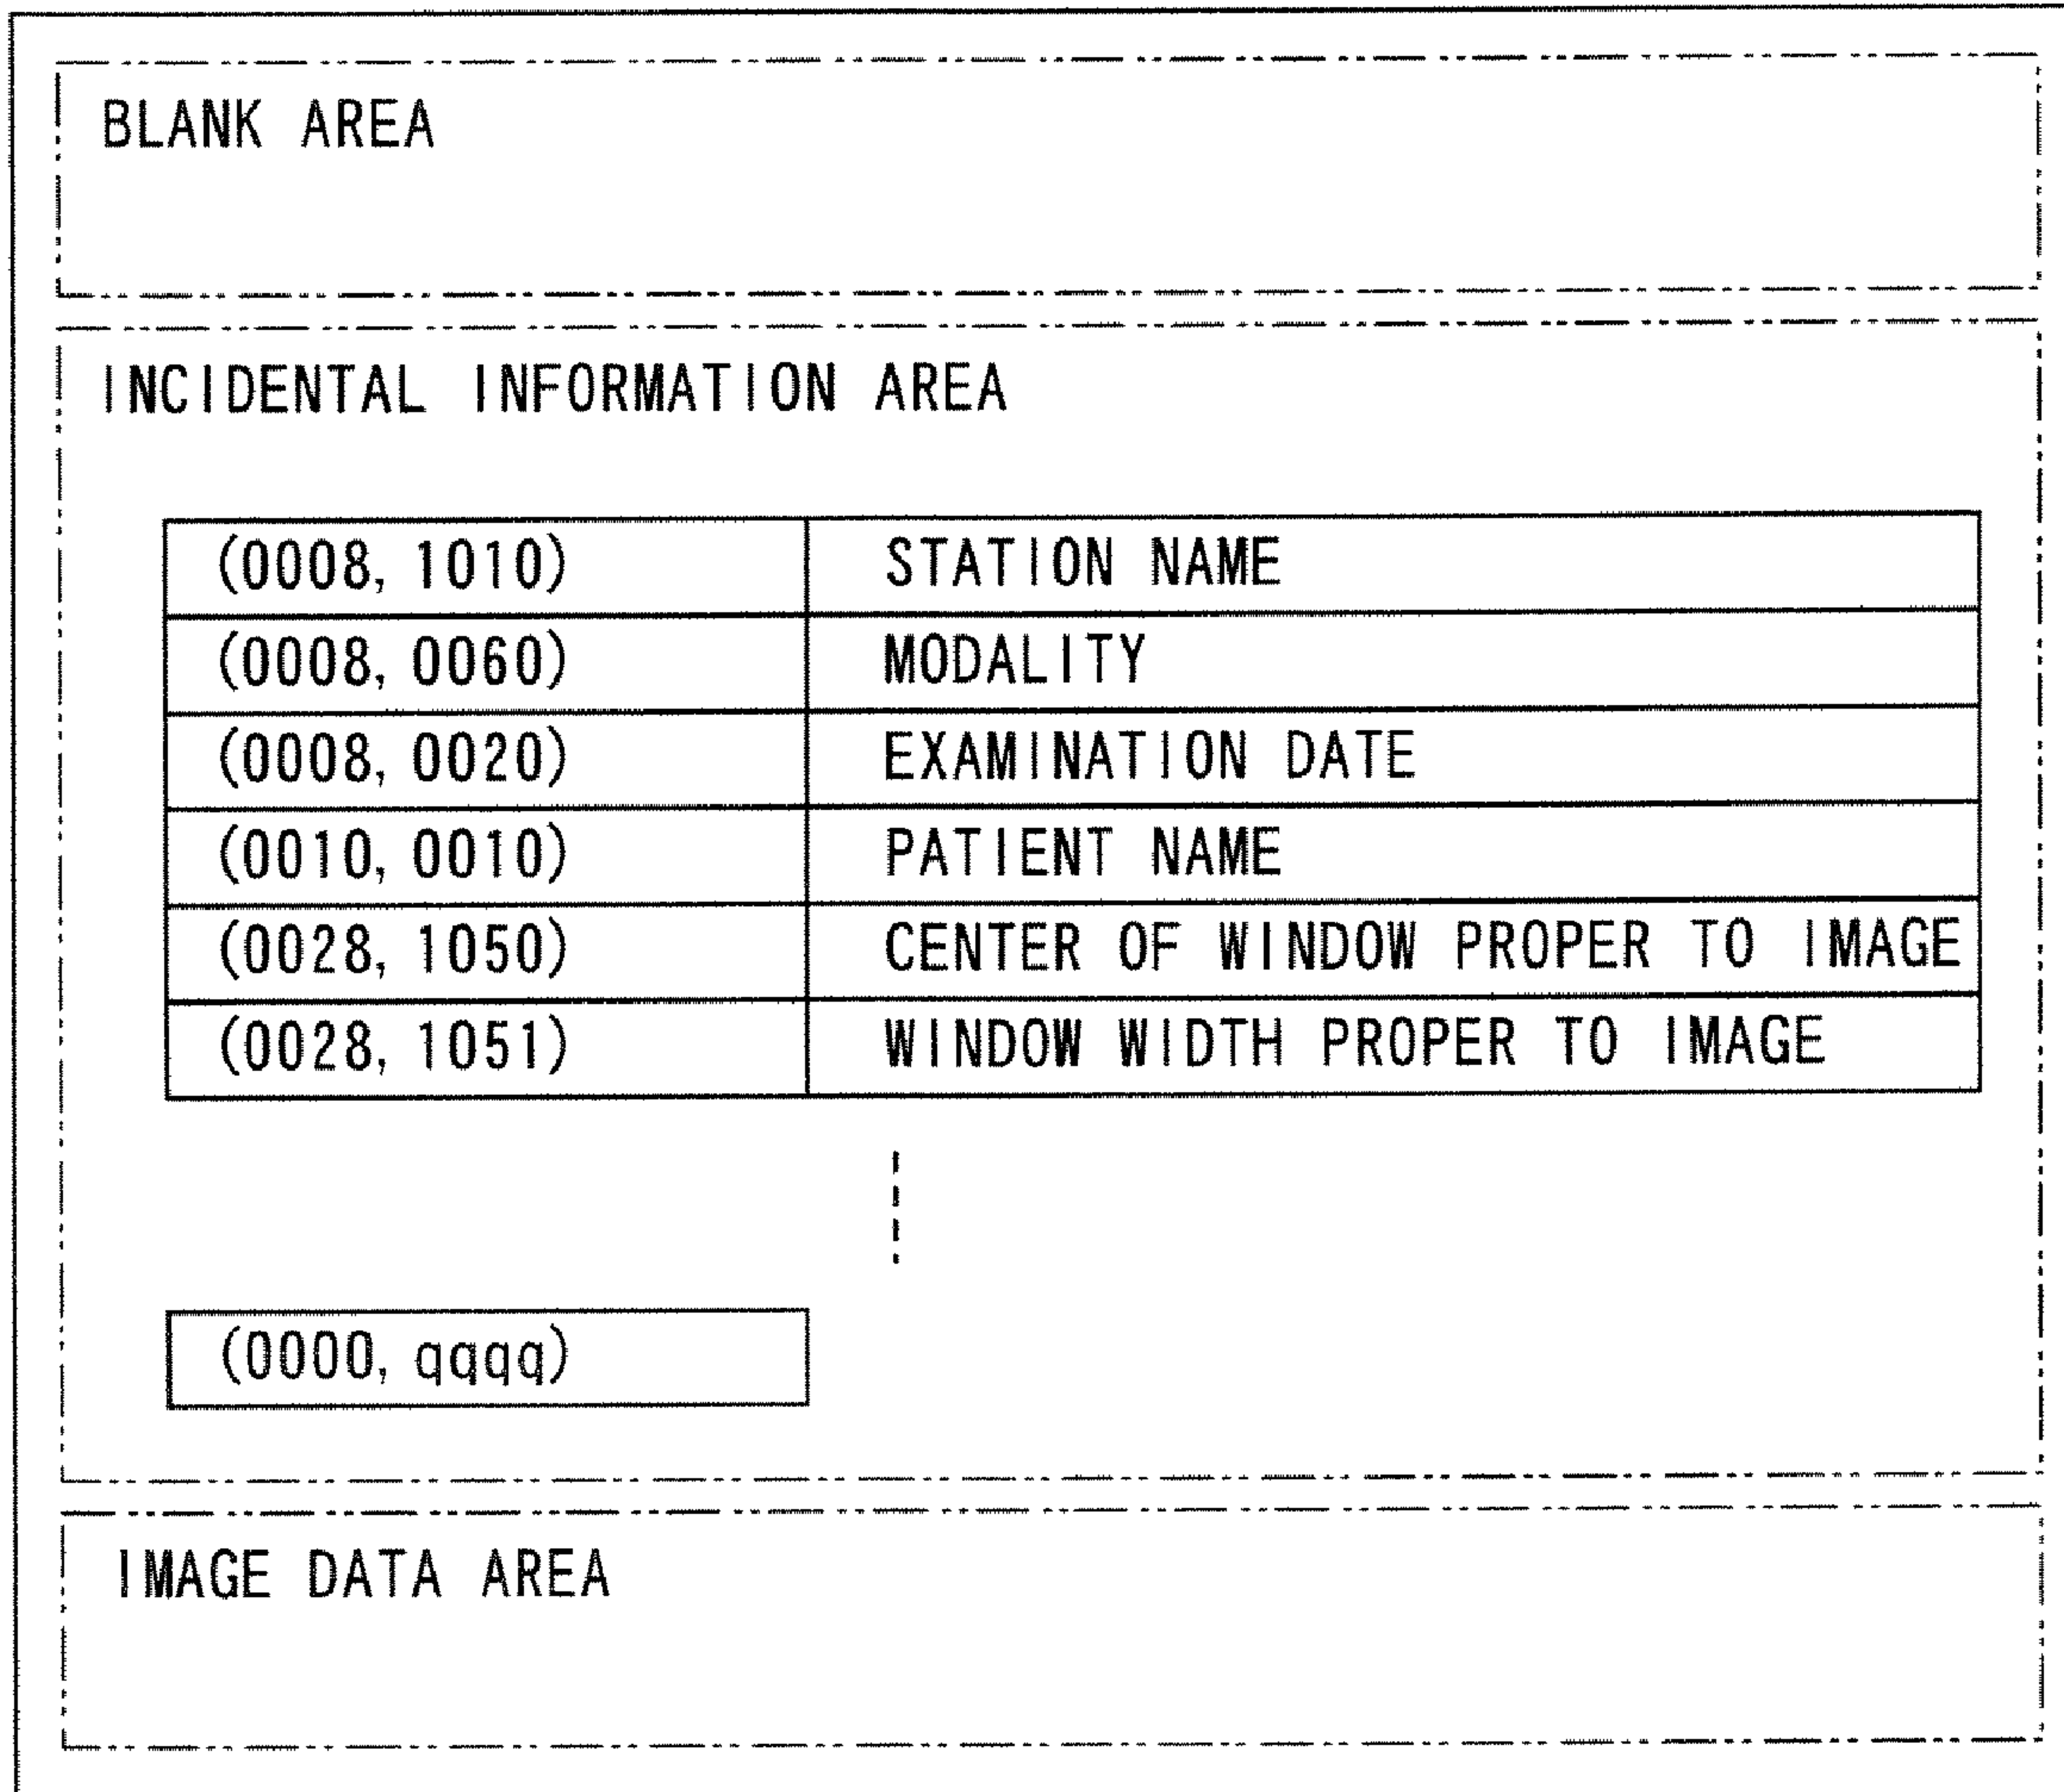 BLANK AREA
INCIDENTAL INFORMATION AREA
(0008, 1010) STATION NAME
(0008, 0060) MODALITY
(0008, 0020) EXAMINATION DATE
(0010, 0010) PATIENT NAME
(0028, 1050) CENTER OF WINDOW PROPER TO IMAGE
(0028, 1051) WINDOW WIDTH PROPER TO IMAGE
(0000, qqqq)
IMAGE DATA AREA